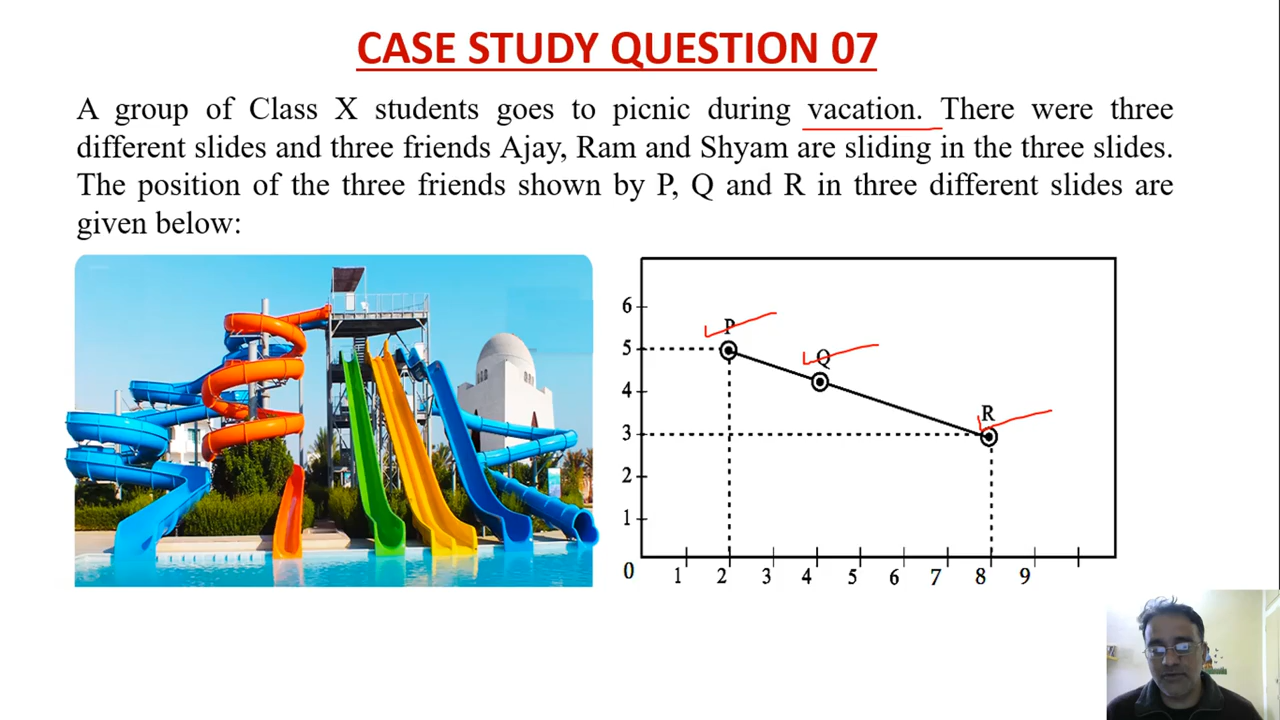 CASE STUDY QUESTION 07
A group of Class X students goes to picnic during vacation. There were three
different slides and three friends Ajay, Ram and Shyam are sliding in the three slides.
The position of the three friends shown by P, Q and R in three different slides are
given below:
6
P
5
Q
4
R
3
2
1
0 1 2 3 4 5 6 7 8 9